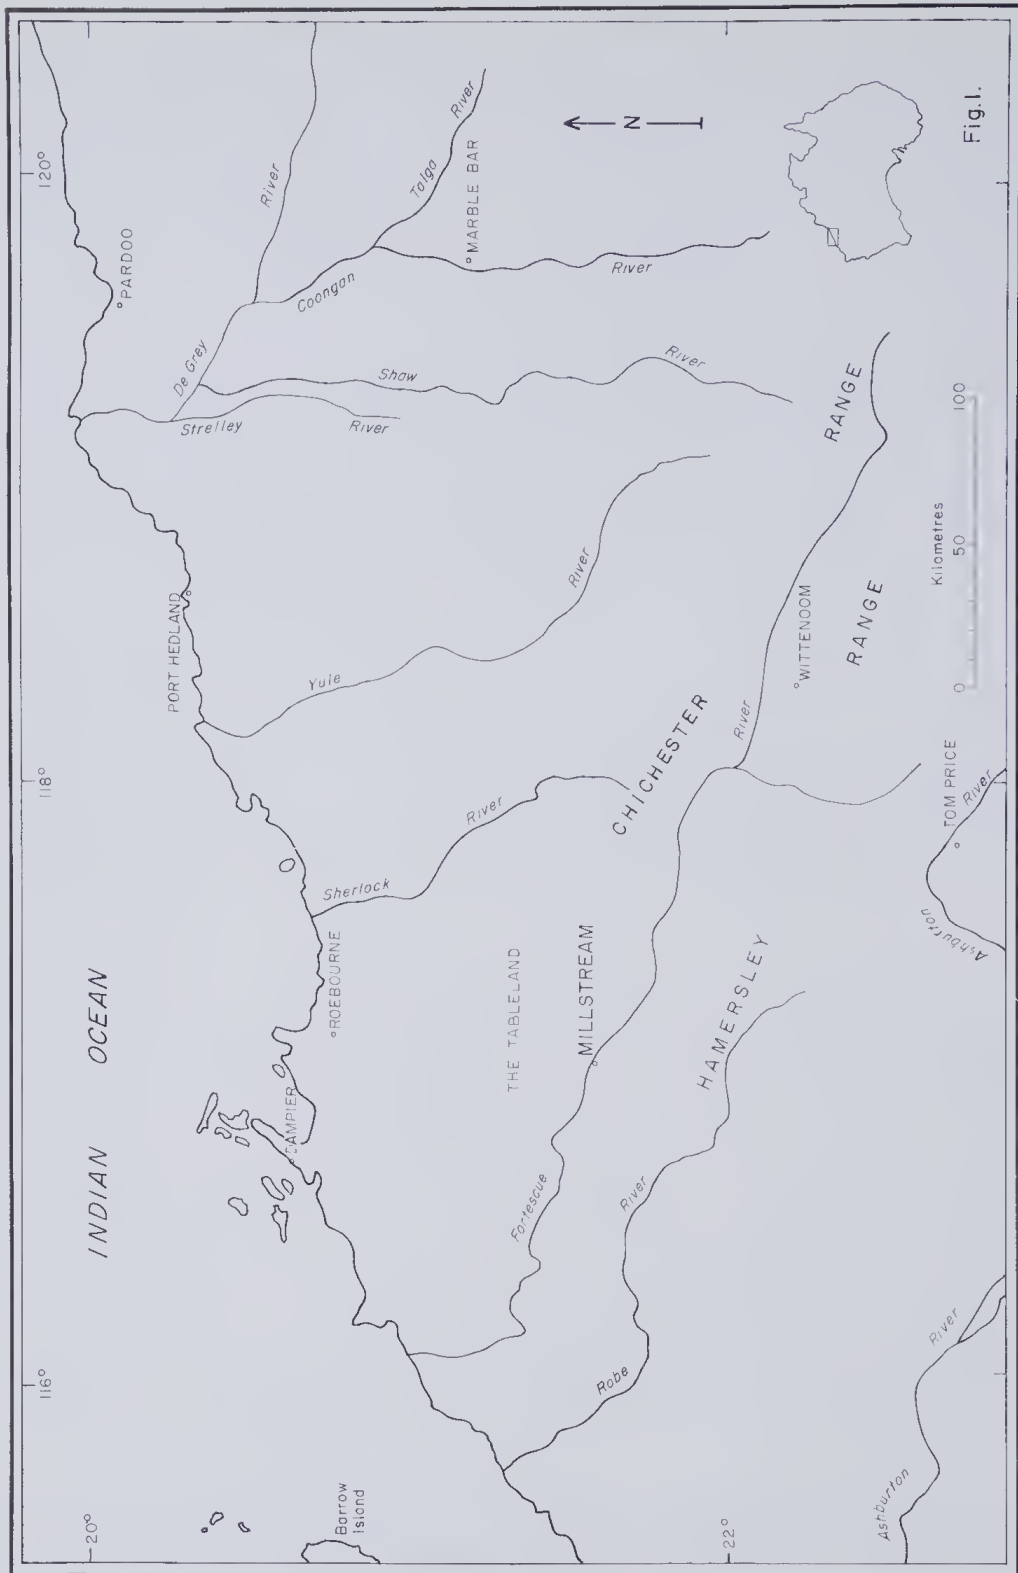 INDIAN OCEAN
116°
118°
120°
20°
22°
Barrow
Island
DAMPIER
ROEBOURNE
PORT HEDLAND
PARDOO
De Grey
River
Strelley
River
Shaw
River
Coongan
River
Talga
River
MARBLE BAR
Yule
River
Sherlock
River
THE TABLELAND
MILLSTREAM
Fortescue
River
Robe
River
CHICHESTER
RANGE
HAMERSLEY
RANGE
WITTENOOM
TOM PRICE
Ashburton
River
Ashburton
River
N
Kilometres
0 50 100
Fig.1.